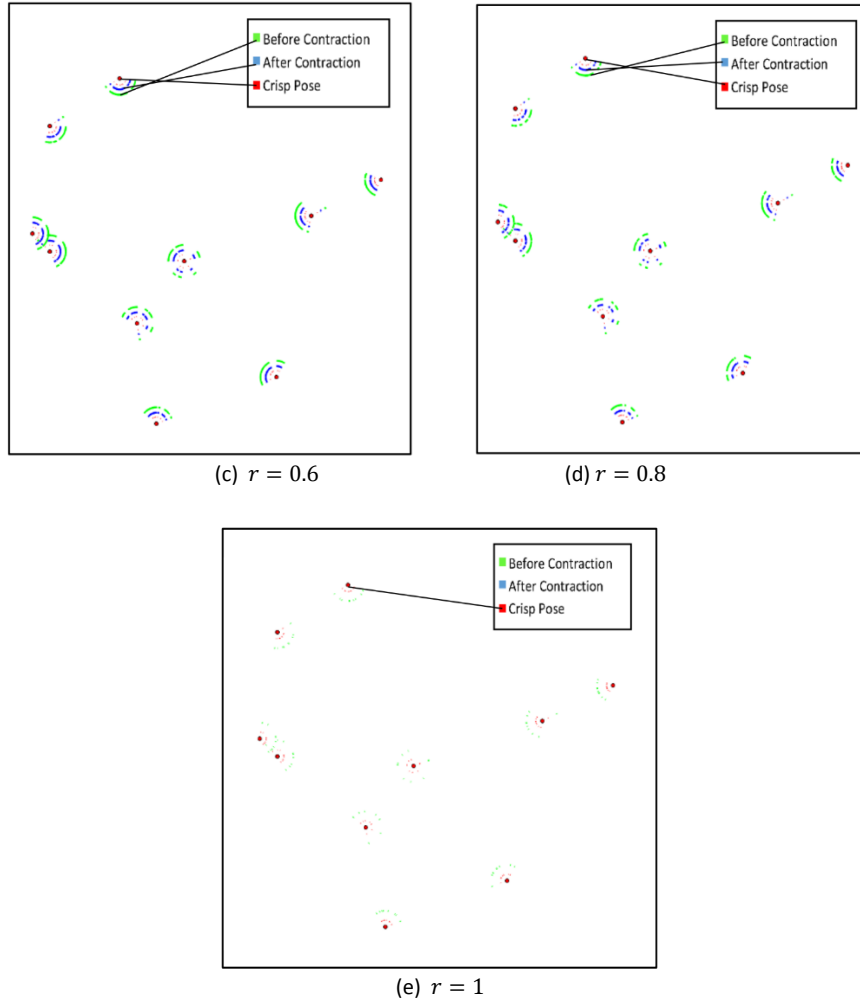 Before Contraction
After Contraction
Crisp Pose
Before Contraction
After Contraction
Crisp Pose
(c) r = 0.6
(d) r = 0.8
Before Contraction
After Contraction
Crisp Pose
(e) r = 1